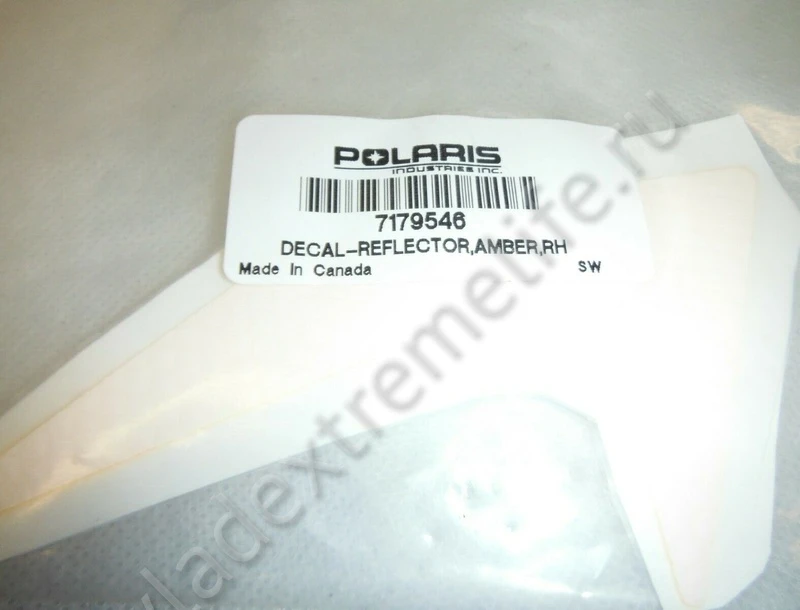 POLARIS
INDUSTRIES INC.
7179546
DECAL-REFLECTOR,AMBER,RH
Made In Canada SW
vladextremelife.ru